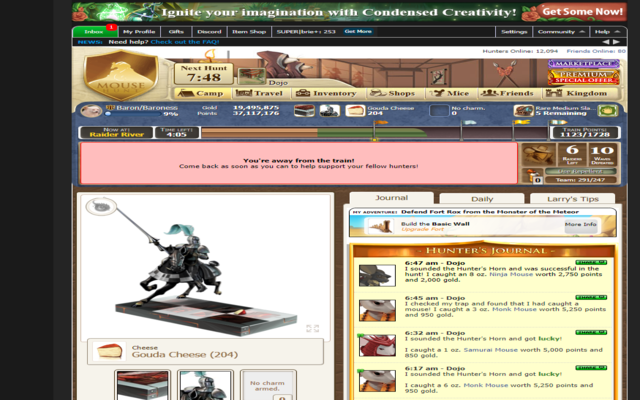 Ignite your imagination with Condensed Creativity! Get Some Now!
Inbox 1 My Profile Gifts Discord Item Shop SUPER|brie+: 253 Get More Settings Community Help
NEWS: Need help? Check out the FAQ!
Hunters Online: 12,094 Friends Online: 80
MOUSE
Next Hunt
7:48
Dojo
MARKETPLACE
PREMIUM
SPECIAL OFFER
Camp Travel Inventory Shops Mice Friends Kingdom
Baron/Baroness
9%
Gold 19,495,875
Points 37,117,176
Gouda Cheese
204
No charm.
0
Rare Medium Sla...
5 Remaining
Now at:
Raider River
Time left:
4:05
Train Points:
1123/1728
You're away from the train!
Come back as soon as you can to help support your fellow hunters!
6
10
0
Team: 291/247
Journal Daily Larry's Tips
MY ADVENTURE: Defend Fort Rox from the Monster of the Meteor
Build the Basic Wall
Upgrade Fort
More Info
HUNTER'S JOURNAL
6:47 am - Dojo
I sounded the Hunter's Horn and was successful in the
hunt! I caught an 8 oz. Ninja Mouse worth 2,750 points
and 2,000 gold.
6:45 am - Dojo
I checked my trap and found that I had caught a
mouse! I caught a 3 oz. Monk Mouse worth 5,250 points
and 950 gold.
6:32 am - Dojo
I sounded the Hunter's Horn and got lucky!
I caught a 1 oz. Samurai Mouse worth 5,000 points and
850 gold.
6:17 am - Dojo
I sounded the Hunter's Horn and got lucky!
I caught a 6 oz. Monk Mouse worth 5,250 points and
950 gold.
Cheese
Gouda Cheese (204)
No charm
armed.
0